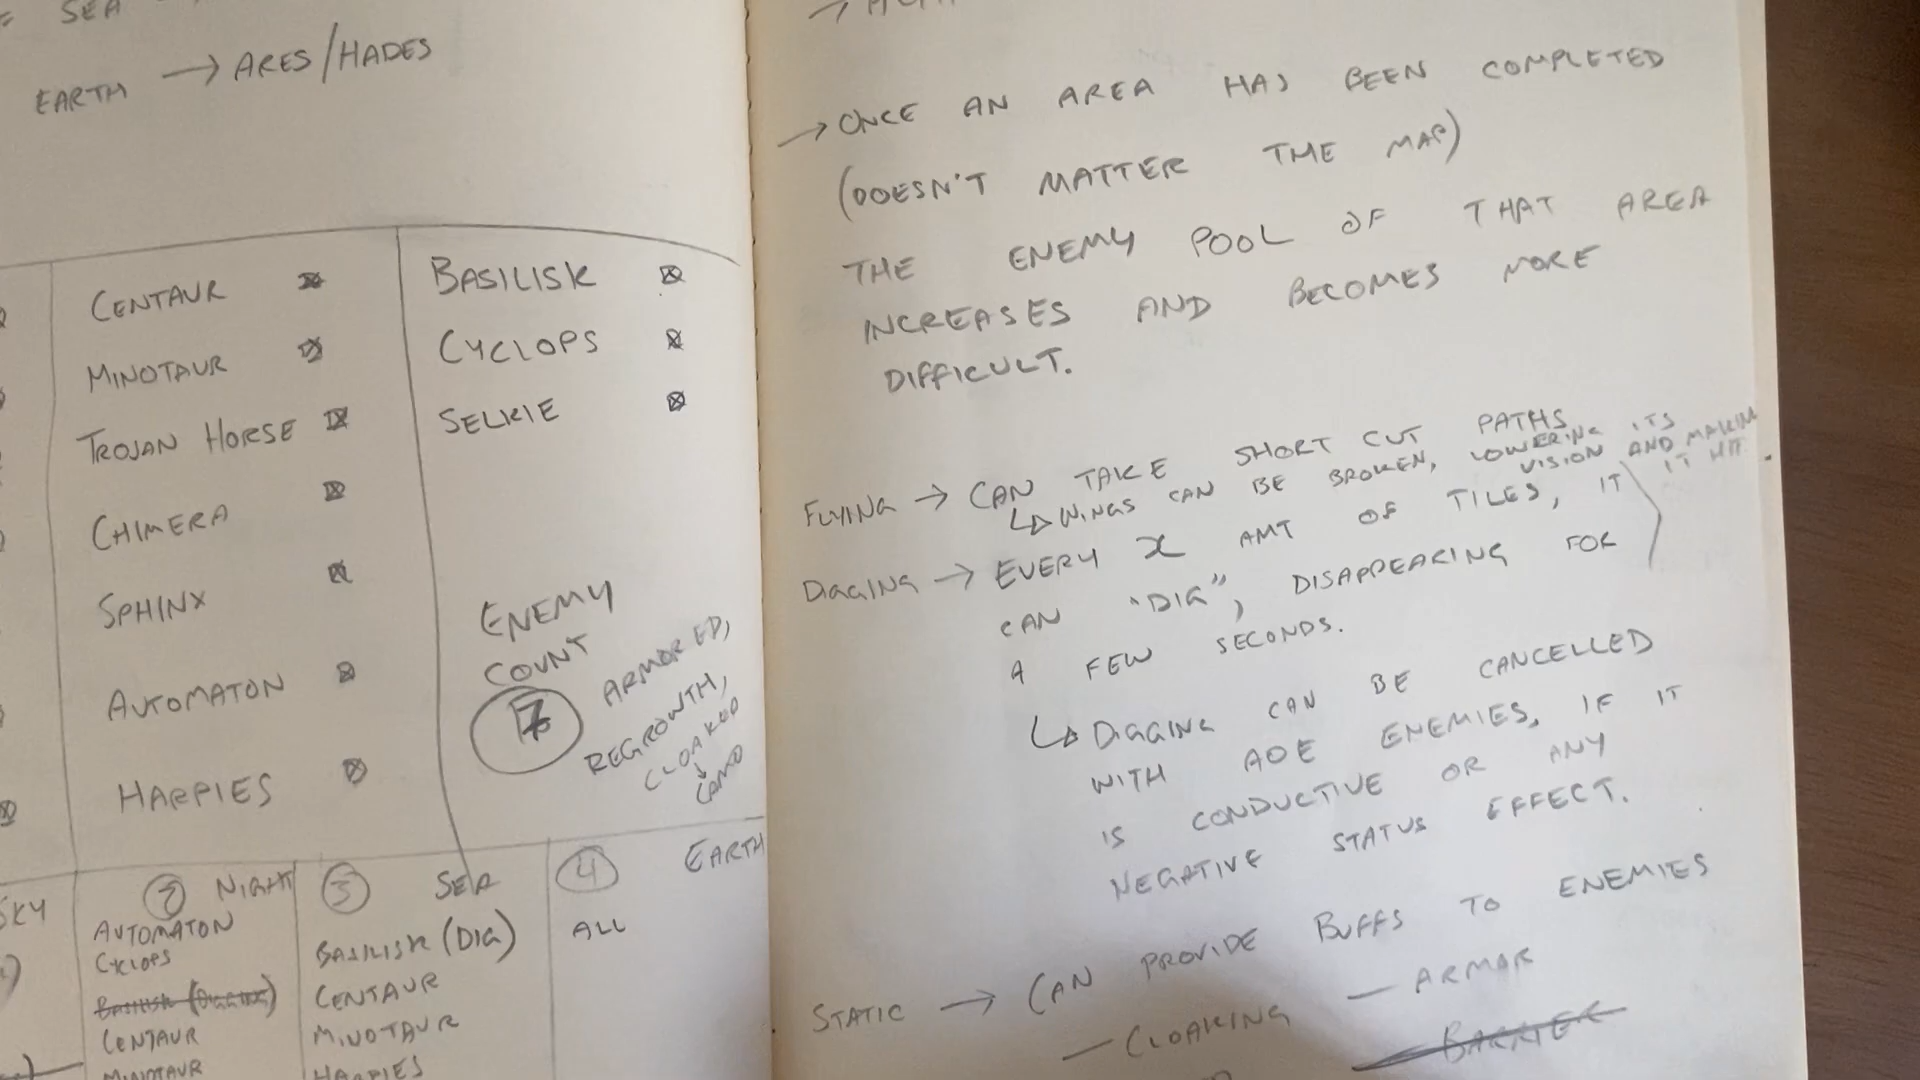 SEA
EARTH → ARES/HADES
CENTAUR
MINOTAUR
TROJAN HORSE
CHIMERA
SPHINX
AUTOMATON
HARPIES
BASILISK
CYCLOPS
SELKIE
ENEMY
COUNT
7
ARMORED,
REGROWTH,
CLOAKED
↓
CAMO
SKY
2 NIGHT
AUTOMATON
CYCLOPS
BASILISK (DIGGING)
CENTAUR
MINOTAUR
3 SEA
BASILISK (DIG)
CENTAUR
MINOTAUR
HARPIES
4 EARTH
ALL
→ ONCE AN AREA HAS BEEN COMPLETED
(DOESN'T MATTER THE MAP)
THE ENEMY POOL OF THAT AREA
INCREASES AND BECOMES MORE
DIFFICULT.
FLYING → CAN TAKE SHORT CUT PATHS
↳ WINGS CAN BE BROKEN, LOWERING ITS
VISION AND MAKING
IT HIT
DIGGING → EVERY x AMT OF TILES, IT
CAN "DIG", DISAPPEARING FOR
A FEW SECONDS.
↳ DIGGING CAN BE CANCELLED
WITH AOE ENEMIES, IF IT
IS CONDUCTIVE OR ANY
NEGATIVE STATUS EFFECT.
STATIC → CAN PROVIDE BUFFS TO ENEMIES
— CLOAKING — ARMAR
BARRIER